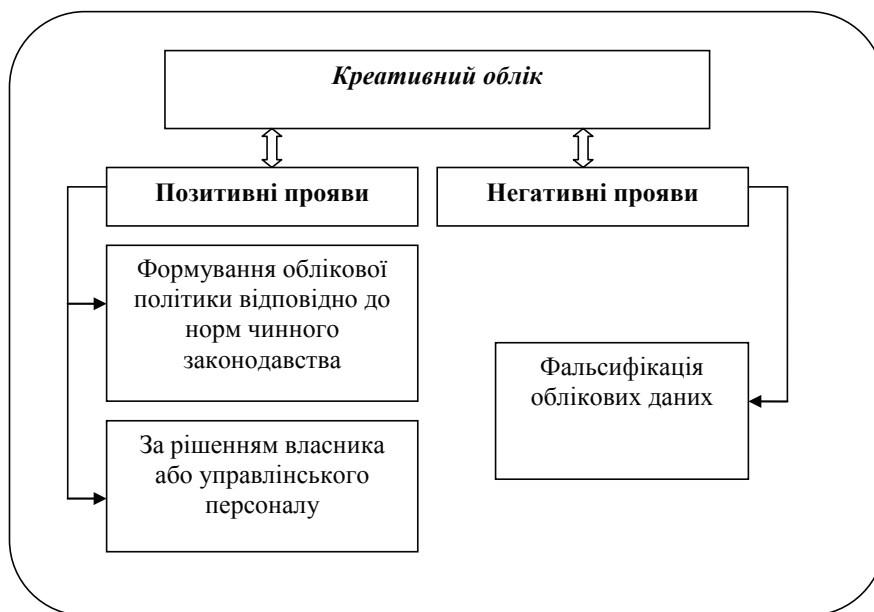 Креативний облік
Позитивні прояви
Негативні прояви
Формування облікової
політики відповідно до
норм чинного
законодавства
Фальсифікація
облікових даних
За рішенням власника
або управлінського
персоналу